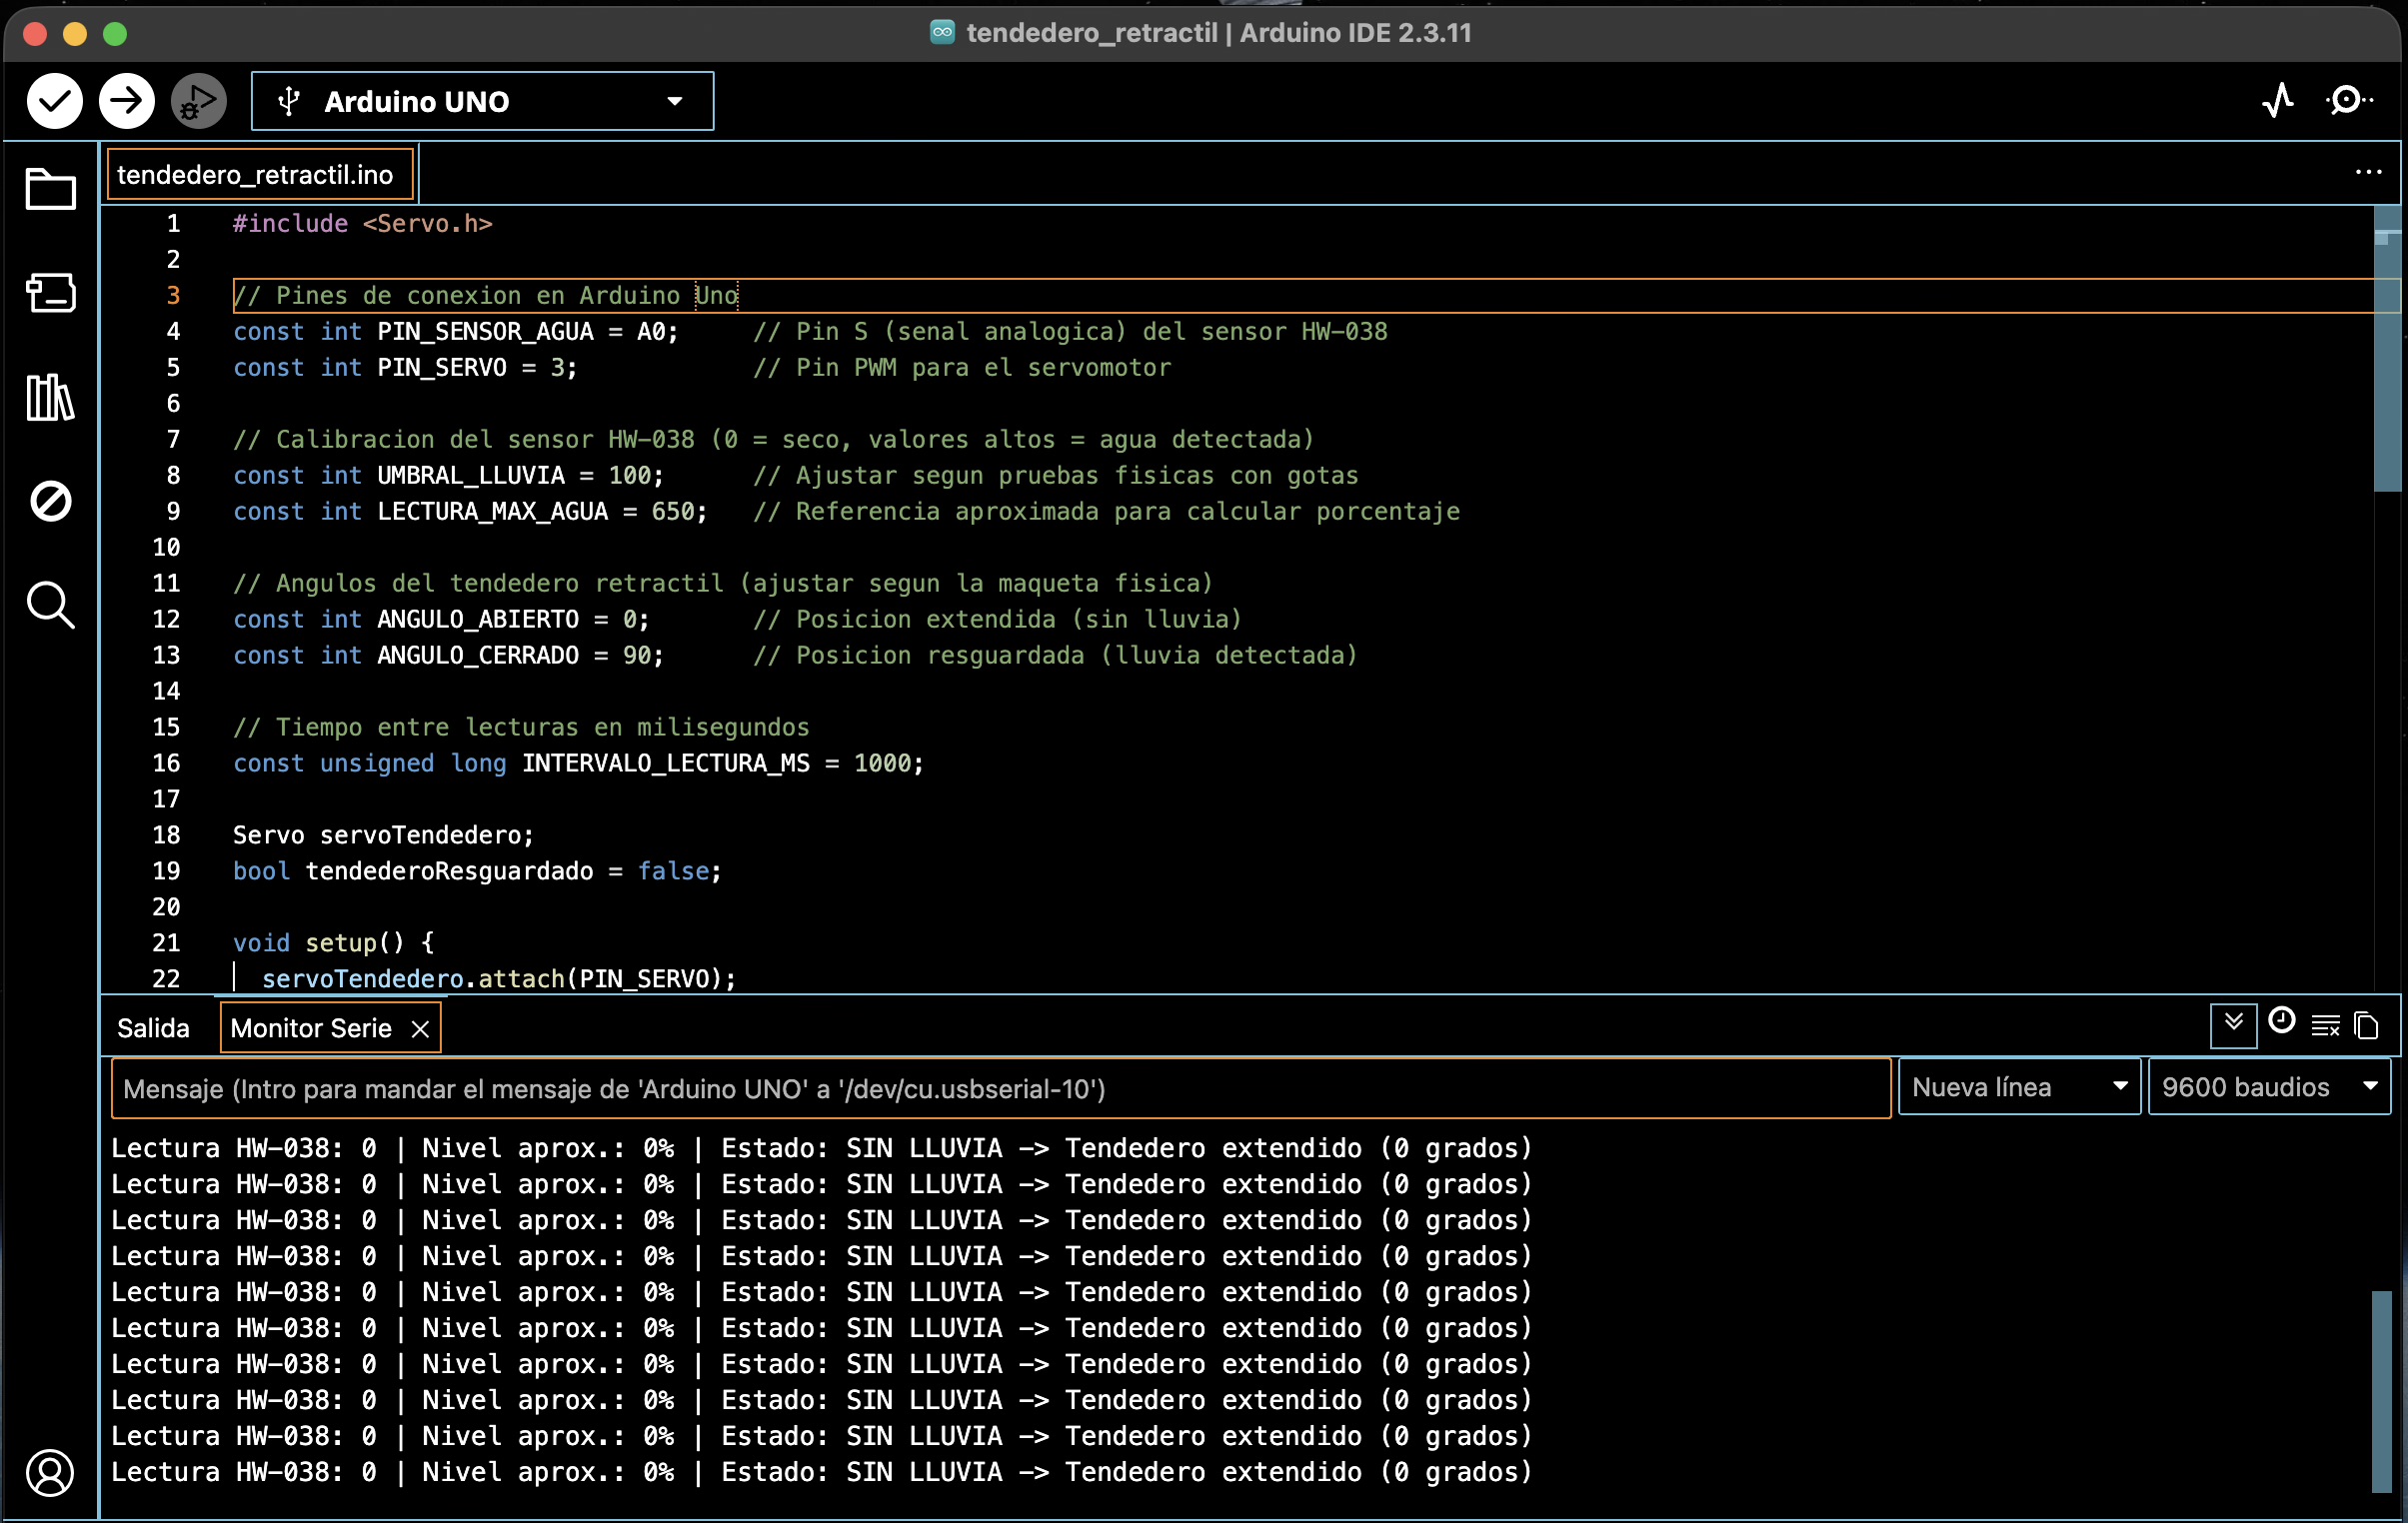 tendedero_retractil | Arduino IDE 2.3.11
Arduino UNO
tendedero_retractil.ino
1 #include <Servo.h>
2
3 // Pines de conexion en Arduino Uno
4 const int PIN_SENSOR_AGUA = A0; // Pin S (senal analogica) del sensor HW-038
5 const int PIN_SERVO = 3; // Pin PWM para el servomotor
6
7 // Calibracion del sensor HW-038 (0 = seco, valores altos = agua detectada)
8 const int UMBRAL_LLUVIA = 100; // Ajustar segun pruebas fisicas con gotas
9 const int LECTURA_MAX_AGUA = 650; // Referencia aproximada para calcular porcentaje
10
11 // Angulos del tendedero retractil (ajustar segun la maqueta fisica)
12 const int ANGULO_ABIERTO = 0; // Posicion extendida (sin lluvia)
13 const int ANGULO_CERRADO = 90; // Posicion resguardada (lluvia detectada)
14
15 // Tiempo entre lecturas en milisegundos
16 const unsigned long INTERVALO_LECTURA_MS = 1000;
17
18 Servo servoTendedero;
19 bool tendederoResguardado = false;
20
21 void setup() {
22 servoTendedero.attach(PIN_SERVO);
Salida Monitor Serie
Mensaje (Intro para mandar el mensaje de 'Arduino UNO' a '/dev/cu.usbserial-10') Nueva línea 9600 baudios
Lectura HW-038: 0 | Nivel aprox.: 0% | Estado: SIN LLUVIA -> Tendedero extendido (0 grados)
Lectura HW-038: 0 | Nivel aprox.: 0% | Estado: SIN LLUVIA -> Tendedero extendido (0 grados)
Lectura HW-038: 0 | Nivel aprox.: 0% | Estado: SIN LLUVIA -> Tendedero extendido (0 grados)
Lectura HW-038: 0 | Nivel aprox.: 0% | Estado: SIN LLUVIA -> Tendedero extendido (0 grados)
Lectura HW-038: 0 | Nivel aprox.: 0% | Estado: SIN LLUVIA -> Tendedero extendido (0 grados)
Lectura HW-038: 0 | Nivel aprox.: 0% | Estado: SIN LLUVIA -> Tendedero extendido (0 grados)
Lectura HW-038: 0 | Nivel aprox.: 0% | Estado: SIN LLUVIA -> Tendedero extendido (0 grados)
Lectura HW-038: 0 | Nivel aprox.: 0% | Estado: SIN LLUVIA -> Tendedero extendido (0 grados)
Lectura HW-038: 0 | Nivel aprox.: 0% | Estado: SIN LLUVIA -> Tendedero extendido (0 grados)
Lectura HW-038: 0 | Nivel aprox.: 0% | Estado: SIN LLUVIA -> Tendedero extendido (0 grados)